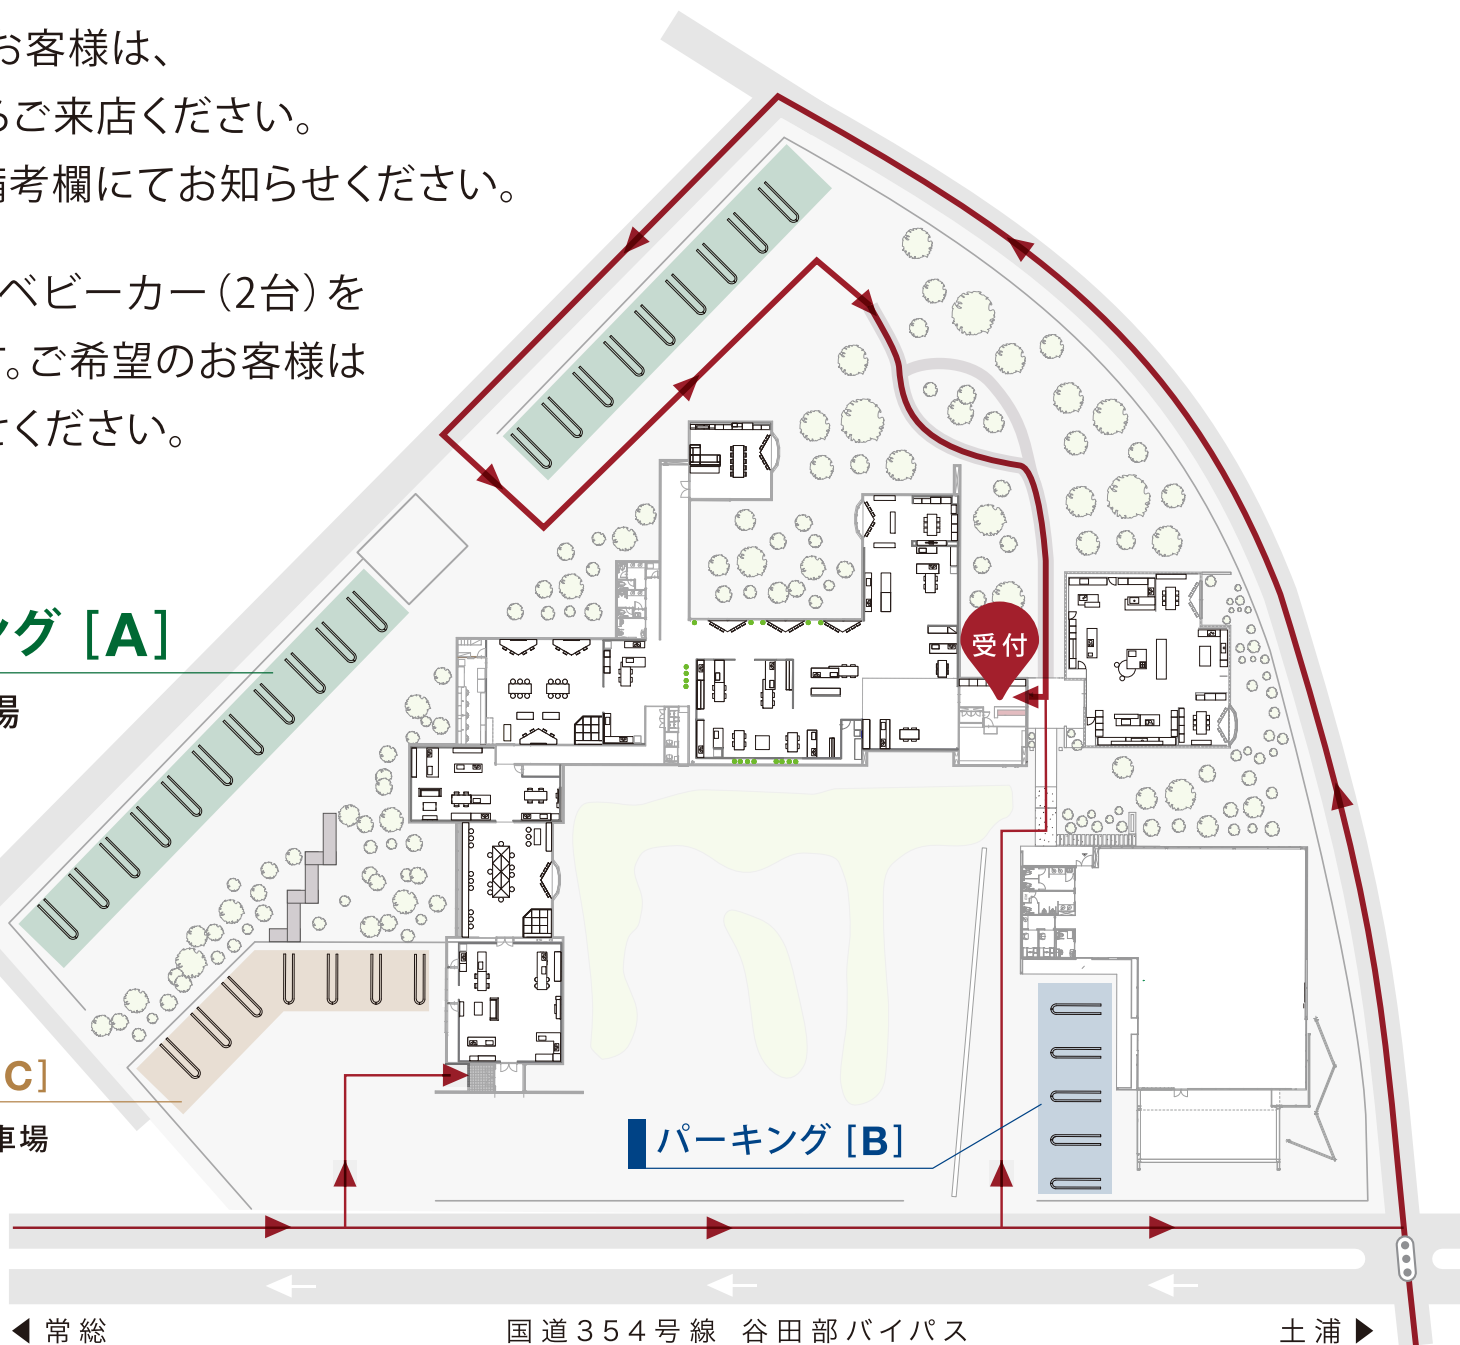 お客様は、
らご来店ください。
備考欄にてお知らせください。
ベビーカー（2台）を
す。ご希望のお客様は
せください。
ング［A］
場
受付
C］
車場
パーキング［B］
◀ 常総
国道354号線 谷田部バイパス
土浦 ▶